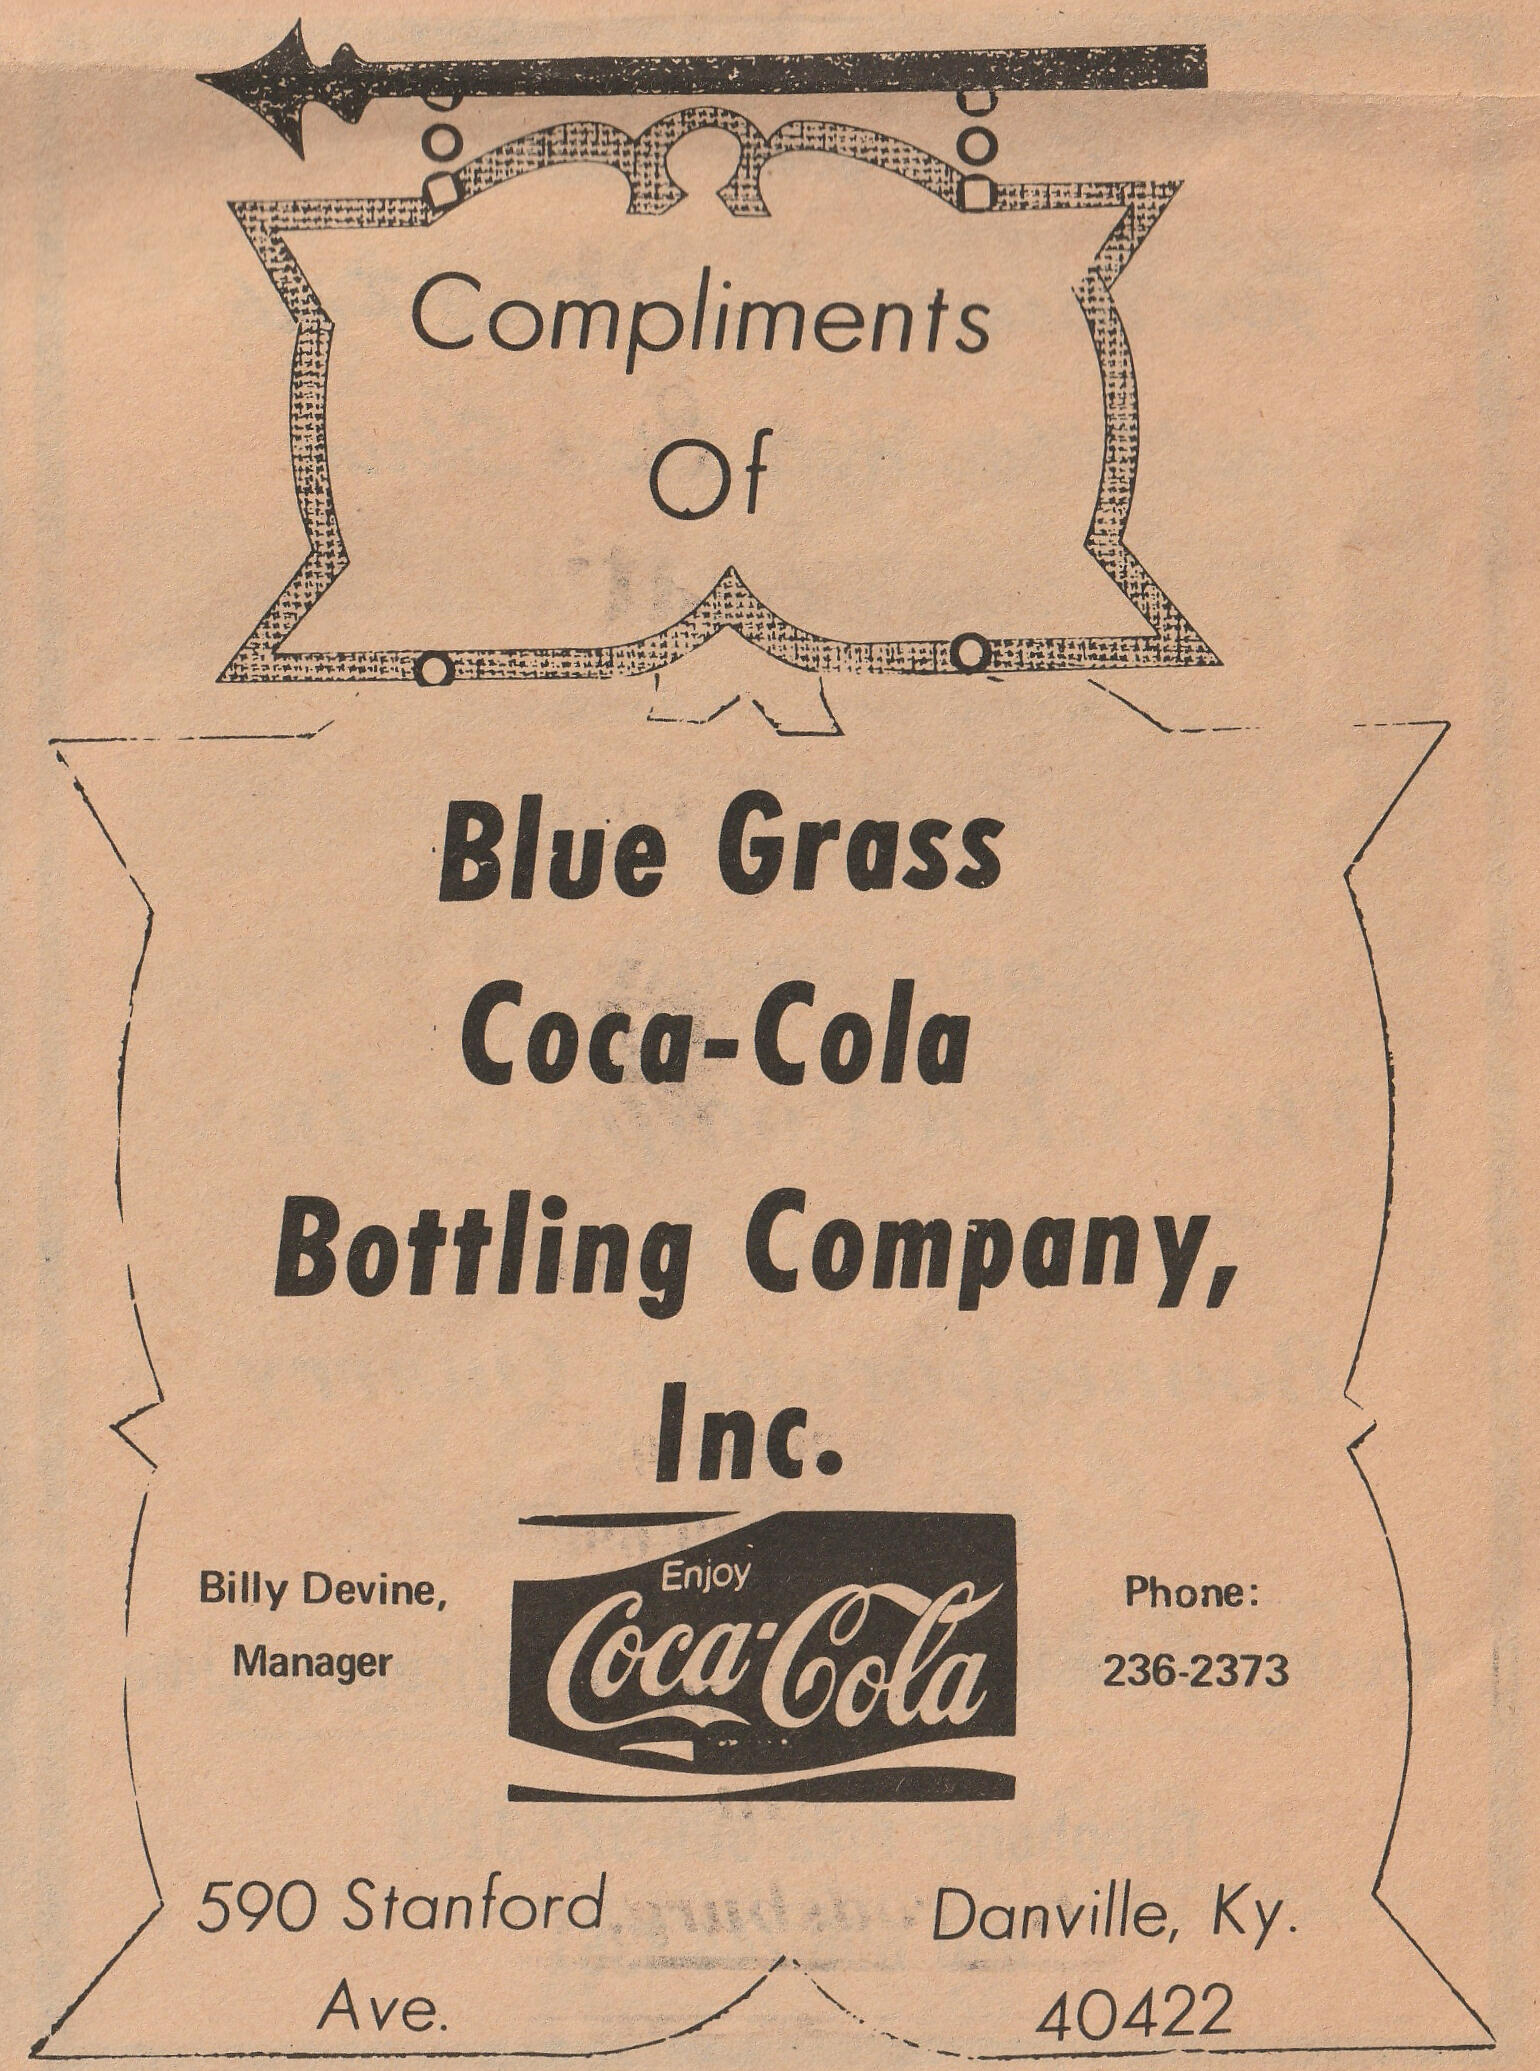 Compliments
Of
Blue Grass
Coca-Cola
Bottling Company,
Inc.
Billy Devine,
Manager
Enjoy
Coca-Cola
Phone:
236-2373
590 Stanford
Ave.
Danville, Ky.
40422